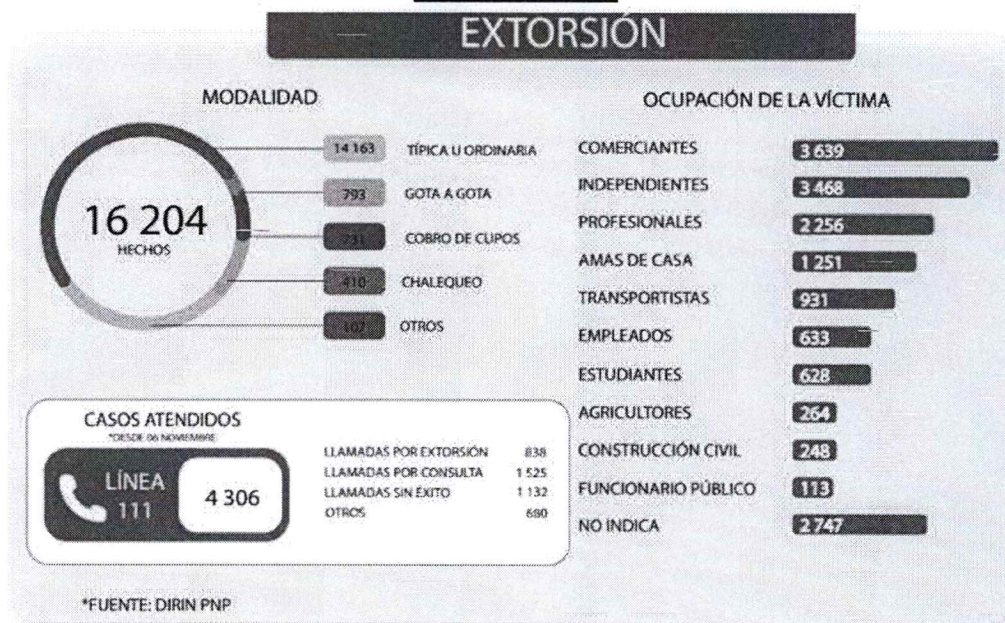 EXTORSIÓN
MODALIDAD
16 204
HECHOS
14 163 TÍPICA U ORDINARIA
793 GOTA A GOTA
731 COBRO DE CUPOS
410 CHALEQUEO
107 OTROS
OCUPACIÓN DE LA VÍCTIMA
COMERCIANTES 3 639
INDEPENDIENTES 3 468
PROFESIONALES 2 256
AMAS DE CASA 1 251
TRANSPORTISTAS 931
EMPLEADOS 633
ESTUDIANTES 628
AGRICULTORES 264
CONSTRUCCIÓN CIVIL 248
FUNCIONARIO PÚBLICO 113
NO INDICA 2 747
CASOS ATENDIDOS
*DESDE 06 NOVIEMBRE
LÍNEA
111
4 306
LLAMADAS POR EXTORSIÓN 838
LLAMADAS POR CONSULTA 1 525
LLAMADAS SIN ÉXITO 1 132
OTROS 680
*FUENTE: DIRIN PNP